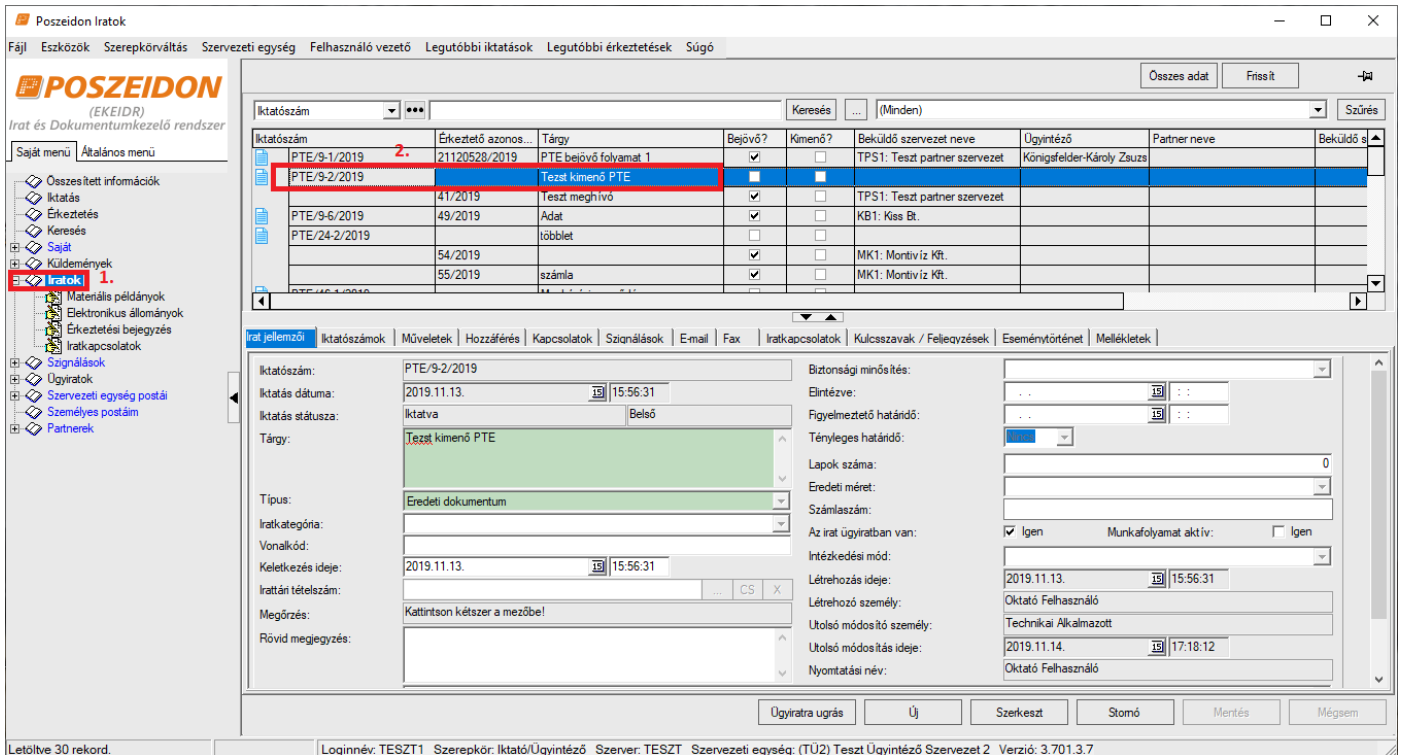 Poszeidon Iratok
Fájl Eszközök Szerepkörváltás Szervezeti egység Felhasználó vezető Legutóbbi iktatások Legutóbbi érkeztetések Súgó
POSZEIDON
(EKEIDR)
Irat és Dokumentumkezelő rendszer
Saját menü Általános menü
Összesített információk
Iktatás
Érkeztetés
Keresés
Saját
Küldemények
Iratok 1.
Materiális példányok
Elektronikus állományok
Érkeztetési bejegyzés
Iratkapcsolatok
Szignálások
Ügyiratok
Szervezeti egység postái
Személyes postáim
Partnerek
Összes adat Frissít
Iktatószám Keresés ... (Minden) Szűrés
Iktatószám Érkeztető azonos... Tárgy Bejövő? Kimenő? Beküldő szervezet neve Ügyintéző Partner neve Beküldő s
PTE/9-1/2019 2. 21120528/2019 PTE bejövő folyamat 1 TPS1: Teszt partner szervezet Königsfelder-Károly Zsuzs
PTE/9-2/2019 Tezst kimenő PTE
41/2019 Teszt meghívó TPS1: Teszt partner szervezet
PTE/9-6/2019 49/2019 Adat KB1: Kiss Bt.
PTE/24-2/2019 többlet
54/2019 MK1: Montivíz Kft.
55/2019 számla MK1: Montivíz Kft.
Irat jellemzői Iktatószámok Műveletek Hozzáférés Kapcsolatok Szignálások E-mail Fax Iratkapcsolatok Kulcsszavak / Feljegyzések Eseménytörténet Mellékletek
Iktatószám: PTE/9-2/2019
Iktatás dátuma: 2019.11.13. 15 15:56:31
Iktatás státusza: Iktatva Belső
Tárgy: Tezst kimenő PTE
Típus: Eredeti dokumentum
Iratkategória:
Vonalkód:
Keletkezés ideje: 2019.11.13. 15 15:56:31
Irattári tételszám: ... CS X
Megőrzés: Kattintson kétszer a mezőbe!
Rövid megjegyzés:
Biztonsági minősítés:
Elintézve: . . 15 : :
Figyelmeztető határidő: . . 15 : :
Tényleges határidő: Nincs
Lapok száma: 0
Eredeti méret:
Számlaszám:
Az irat ügyiratban van: Igen Munkafolyamat aktív: Igen
Intézkedési mód:
Létrehozás ideje: 2019.11.13. 15 15:56:31
Létrehozó személy: Oktató Felhasználó
Utolsó módosító személy: Technikai Alkalmazott
Utolsó módosítás ideje: 2019.11.14. 15 17:18:12
Nyomtatási név: Oktató Felhasználó
Ügyiratra ugrás Új Szerkeszt Stornó Mentés Mégsem
Letöltve 30 rekord. Loginnév: TESZT1 Szerepkör: Iktató/Ügyintéző Szerver: TESZT Szervezeti egység: (TÜ2) Teszt Ügyintéző Szervezet 2 Verzió: 3.701.3.7